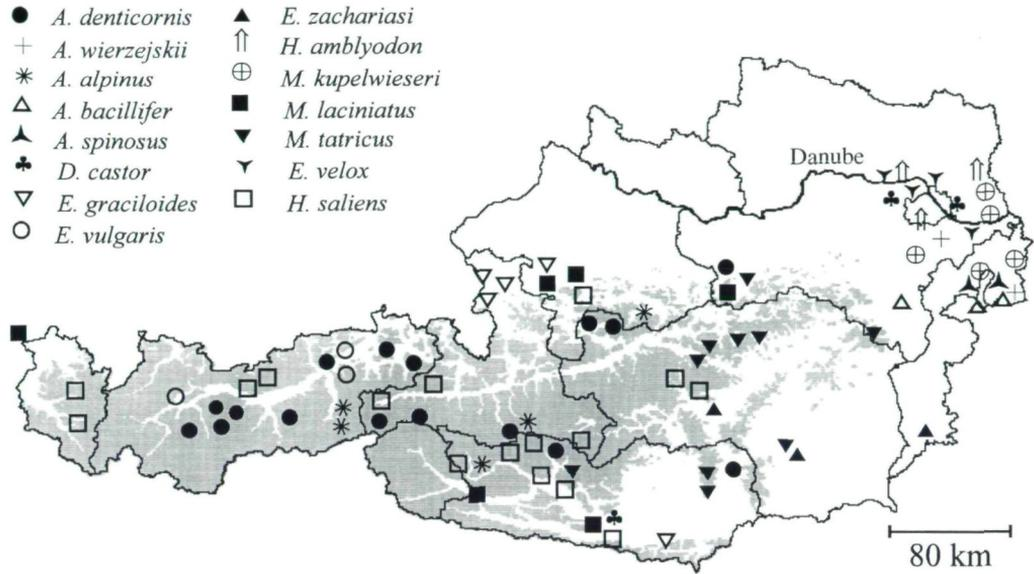 A. denticornis
A. wierzejskii
A. alpinus
A. bacillifer
A. spinosus
D. castor
E. graciloides
E. vulgaris
E. zachariasi
H. amblyodon
M. kupelwieseri
M. laciniatus
M. tatricus
E. velox
H. saliens
Danube
80 km